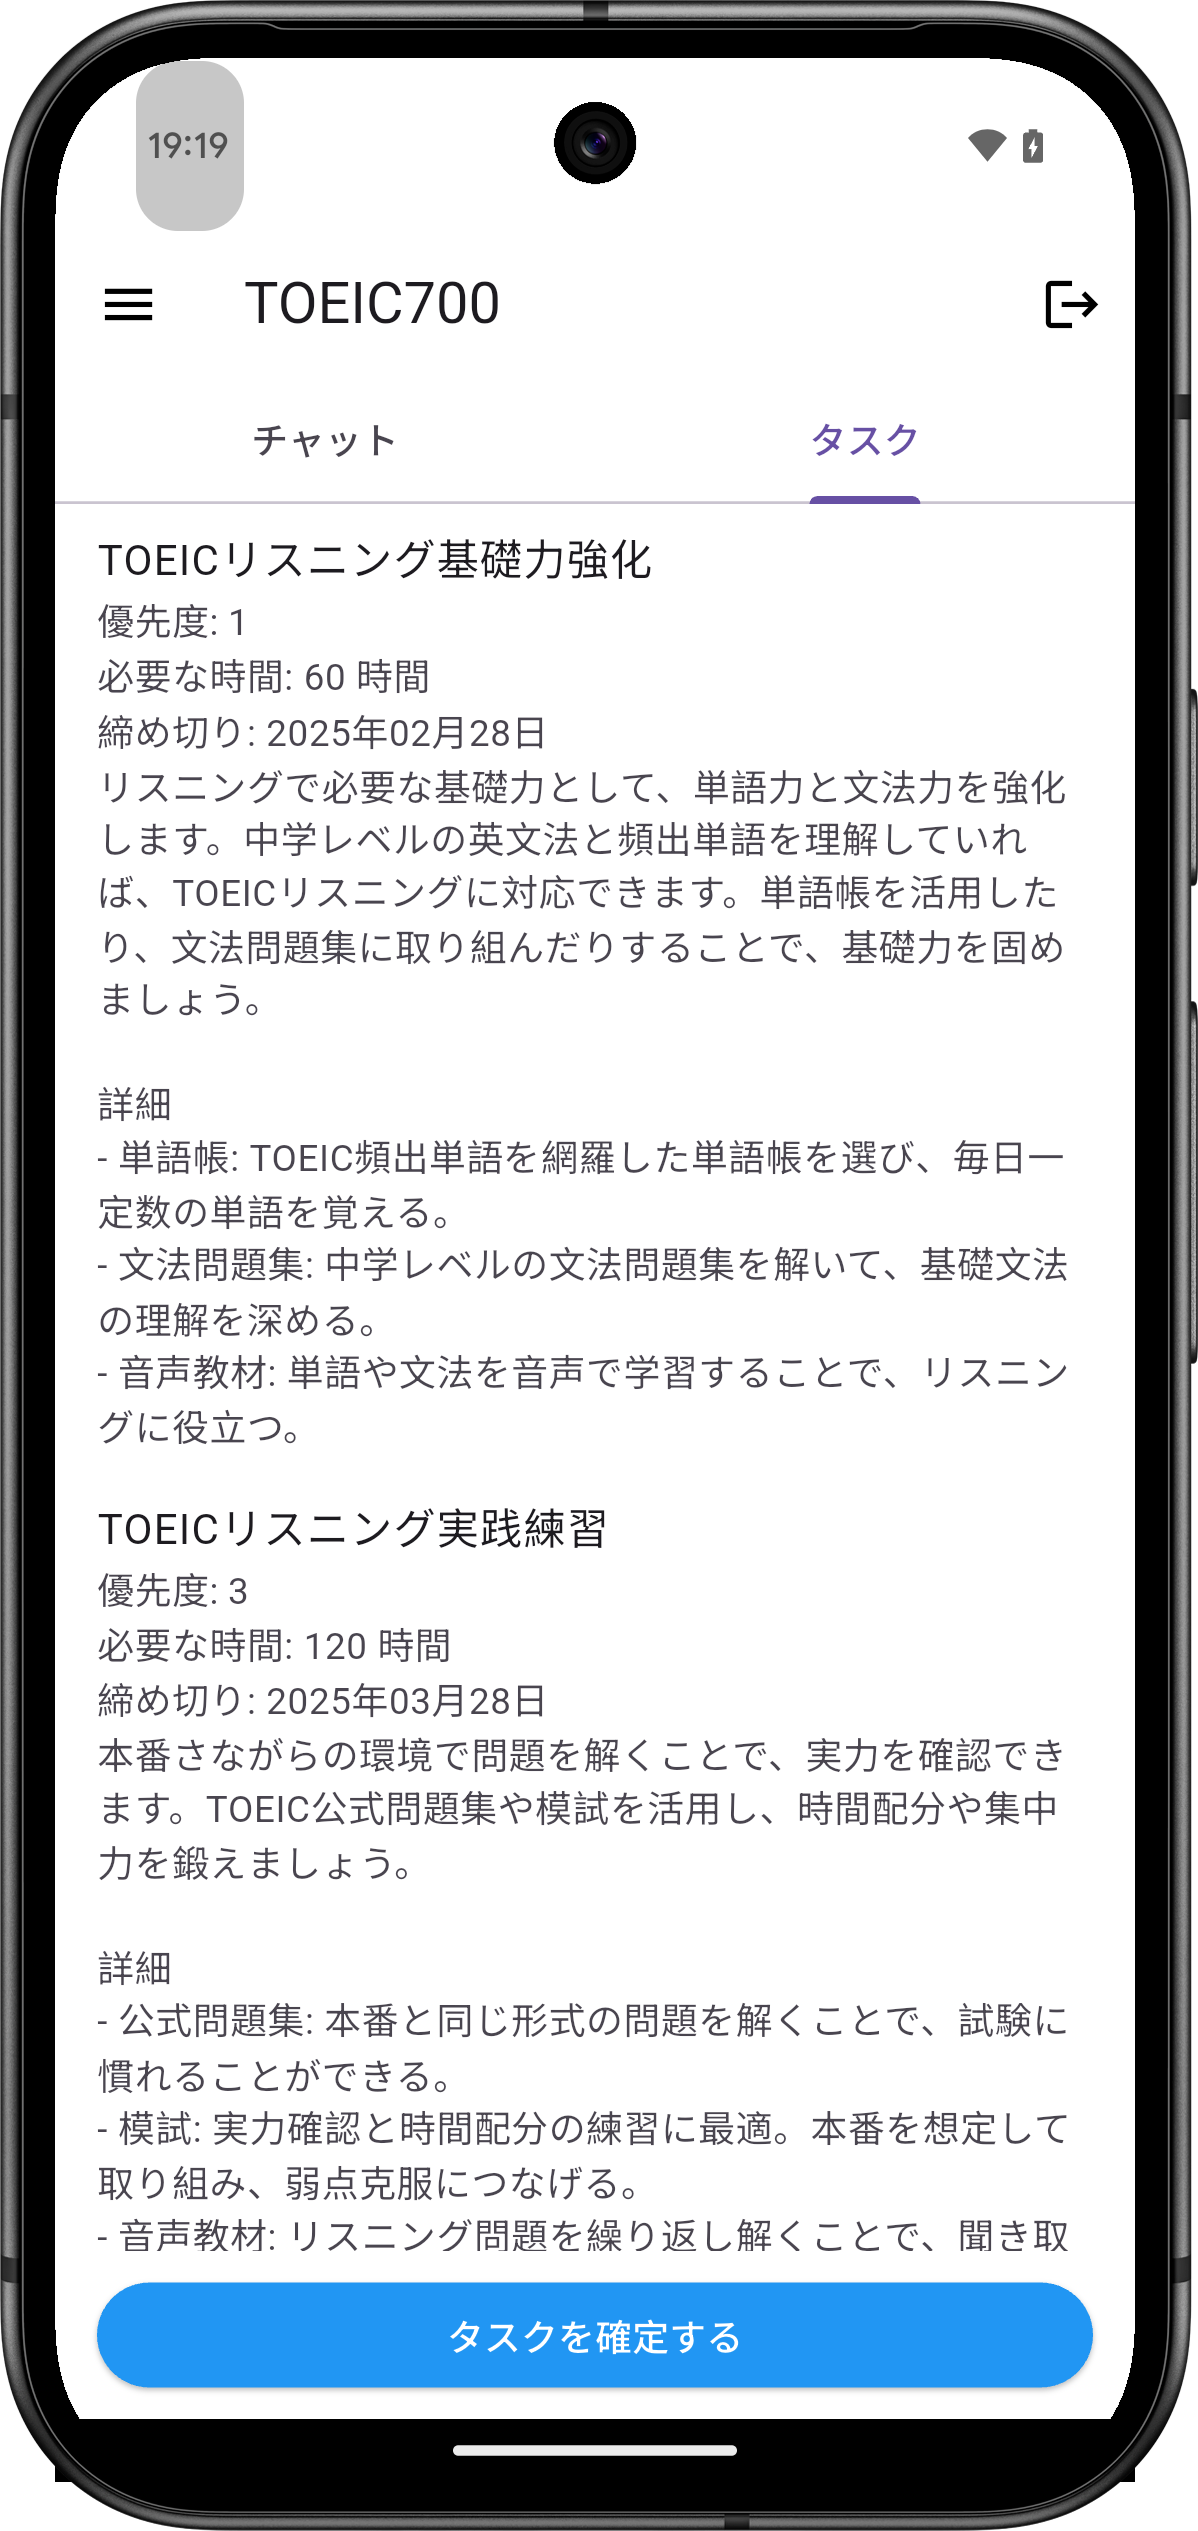 19:19
TOEIC700
チャット
タスク
TOEICリスニング基礎力強化
優先度: 1
必要な時間: 60 時間
締め切り: 2025年02月28日
リスニングで必要な基礎力として、単語力と文法力を強化
します。中学レベルの英文法と頻出単語を理解していれ
ば、TOEICリスニングに対応できます。単語帳を活用した
り、文法問題集に取り組んだりすることで、基礎力を固め
ましょう。
詳細
- 単語帳: TOEIC頻出単語を網羅した単語帳を選び、毎日一
定数の単語を覚える。
- 文法問題集: 中学レベルの文法問題集を解いて、基礎文法
の理解を深める。
- 音声教材: 単語や文法を音声で学習することで、リスニン
グに役立つ。
TOEICリスニング実践練習
優先度: 3
必要な時間: 120 時間
締め切り: 2025年03月28日
本番さながらの環境で問題を解くことで、実力を確認でき
ます。TOEIC公式問題集や模試を活用し、時間配分や集中
力を鍛えましょう。
詳細
- 公式問題集: 本番と同じ形式の問題を解くことで、試験に
慣れることができる。
- 模試: 実力確認と時間配分の練習に最適。本番を想定して
取り組み、弱点克服につなげる。
- 音声教材: リスニング問題を繰り返し解くことで、聞き取
タスクを確定する